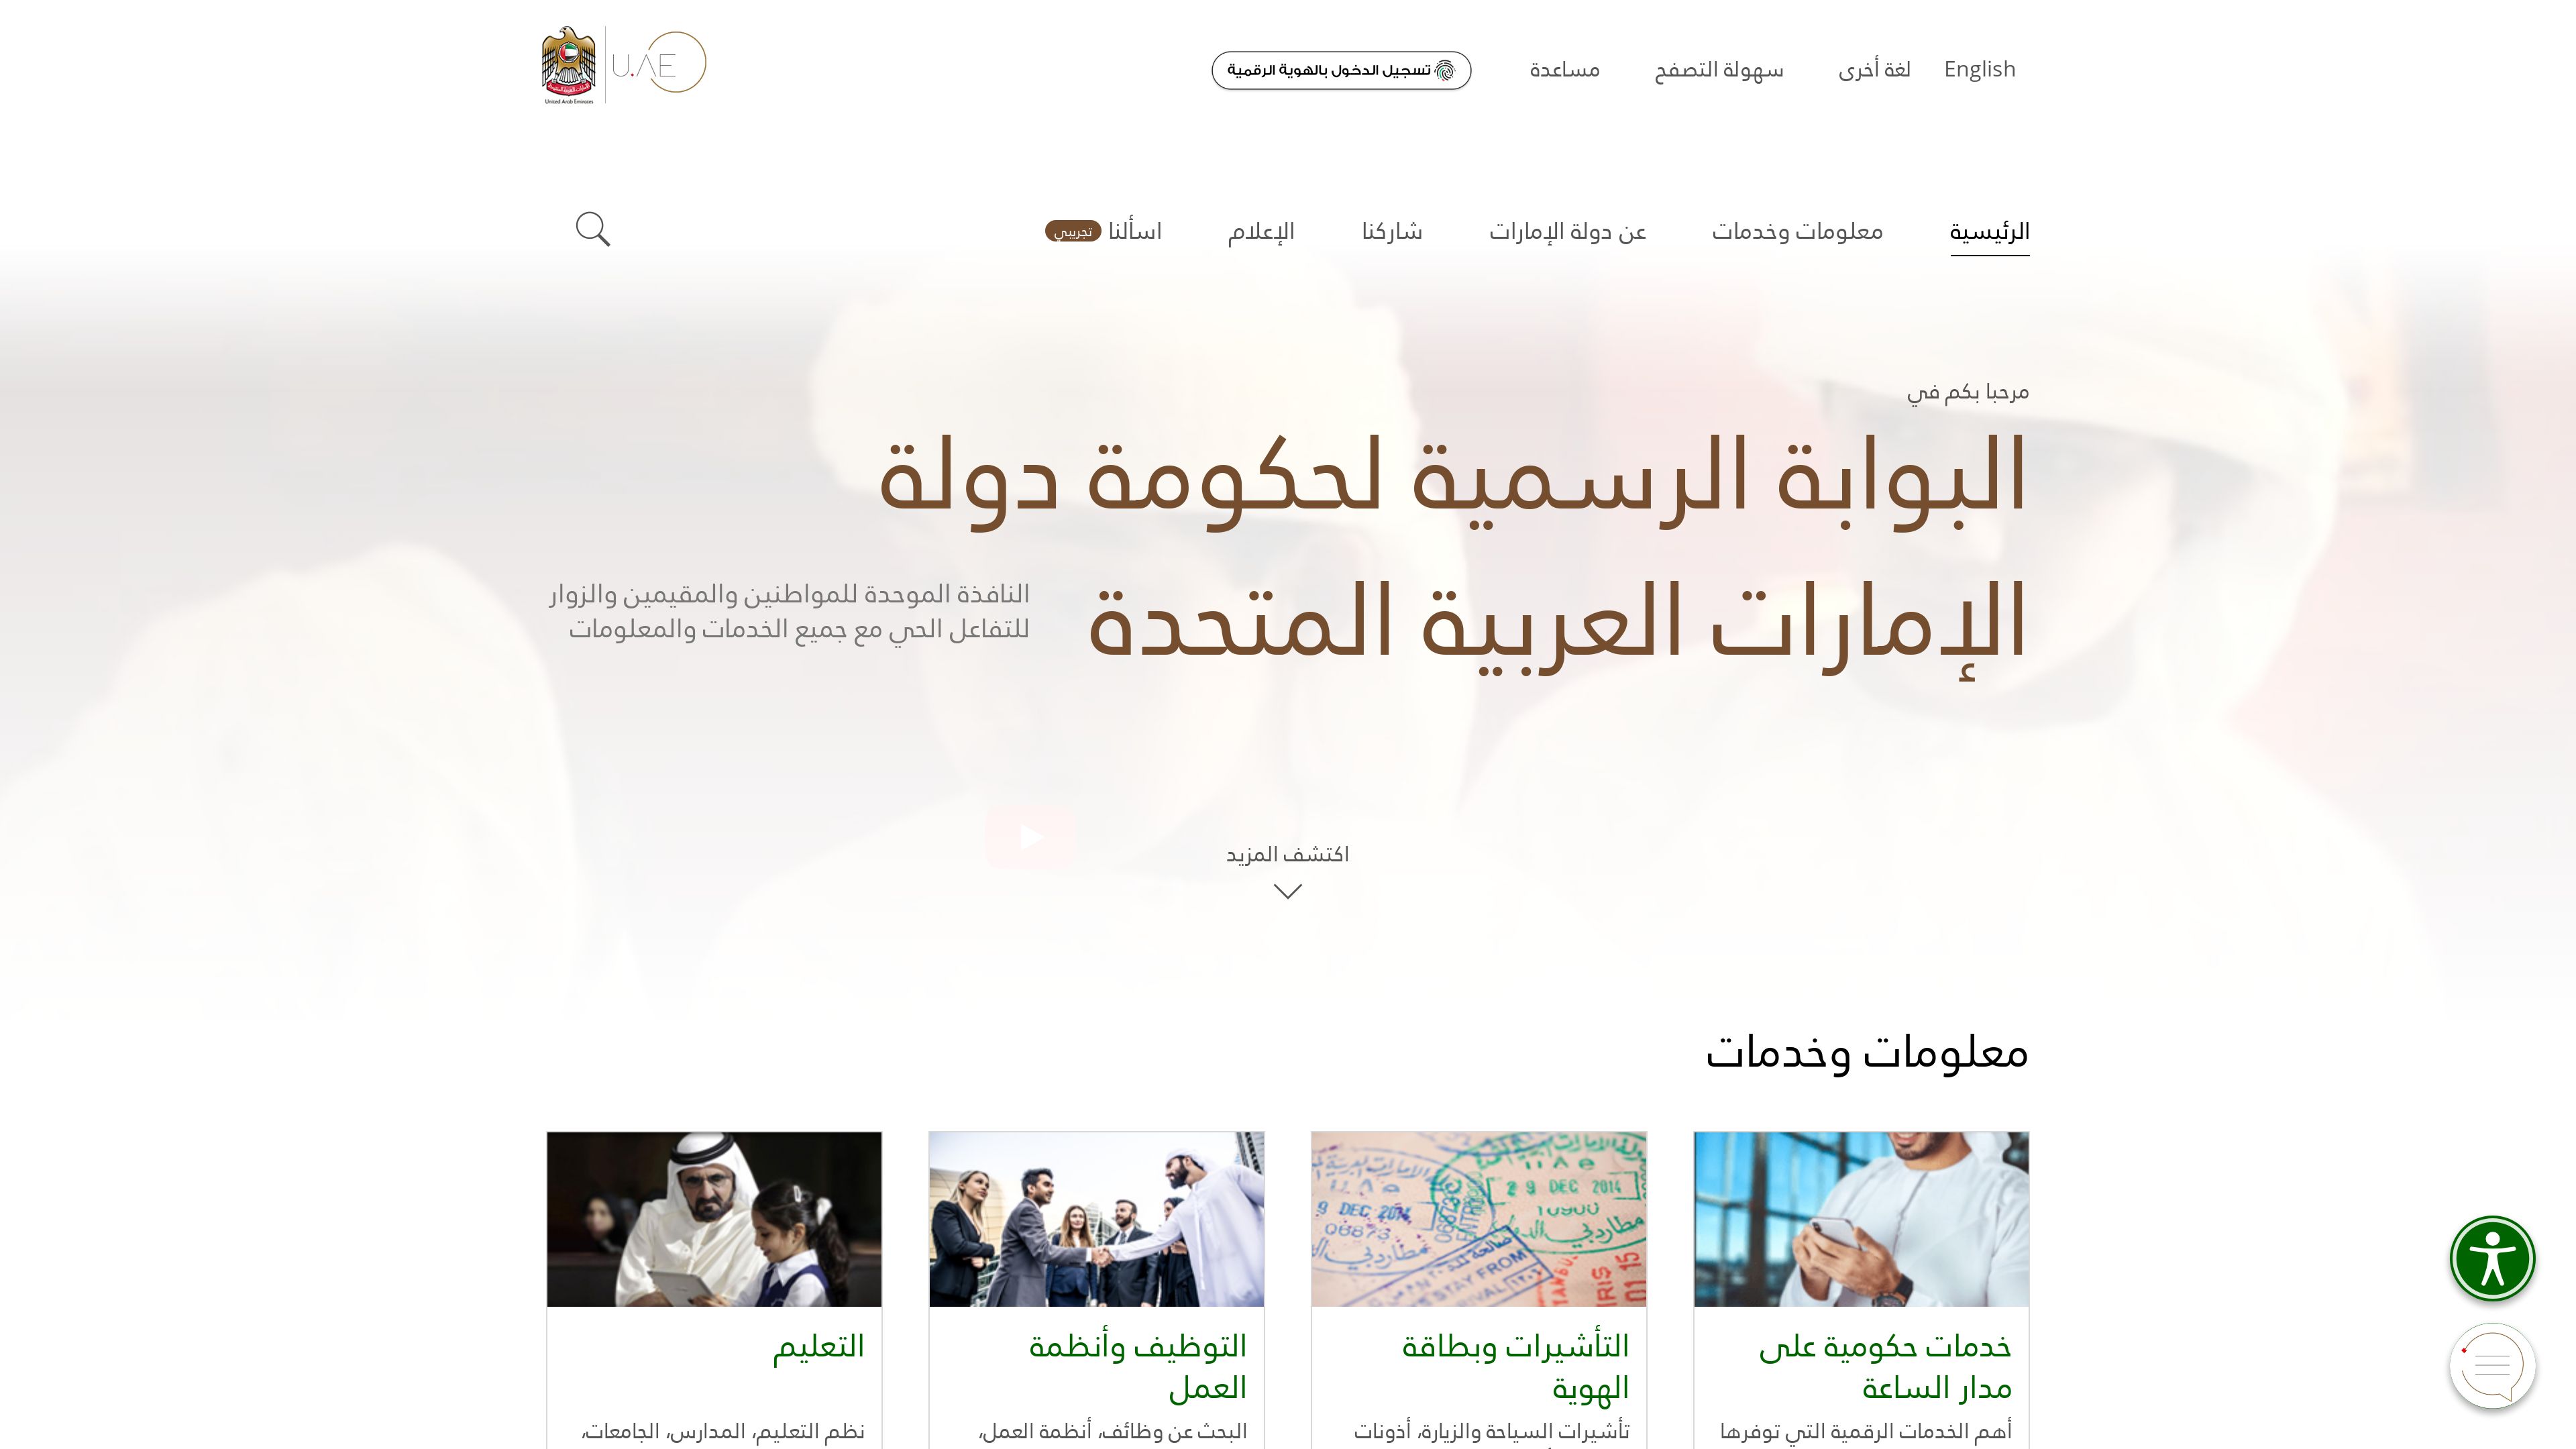 English
لغة أخرى
سهولة التصفح
مساعدة
تسجيل الدخول بالهوية الرقمية
U.AE
United Arab Emirates
الرئيسية
معلومات وخدمات
عن دولة الإمارات
شاركنا
الإعلام
اسألنا تجريبي
مرحبا بكم في
البوابة الرسمية لحكومة دولة
الإمارات العربية المتحدة
النافذة الموحدة للمواطنين والمقيمين والزوار
للتفاعل الحي مع جميع الخدمات والمعلومات
اكتشف المزيد
معلومات وخدمات
خدمات حكومية على
مدار الساعة
أهم الخدمات الرقمية التي توفرها
29 DEC 2014
التأشيرات وبطاقة
الهوية
تأشيرات السياحة والزيارة، أذونات
التوظيف وأنظمة
العمل
البحث عن وظائف، أنظمة العمل،
التعليم
نظم التعليم، المدارس، الجامعات،